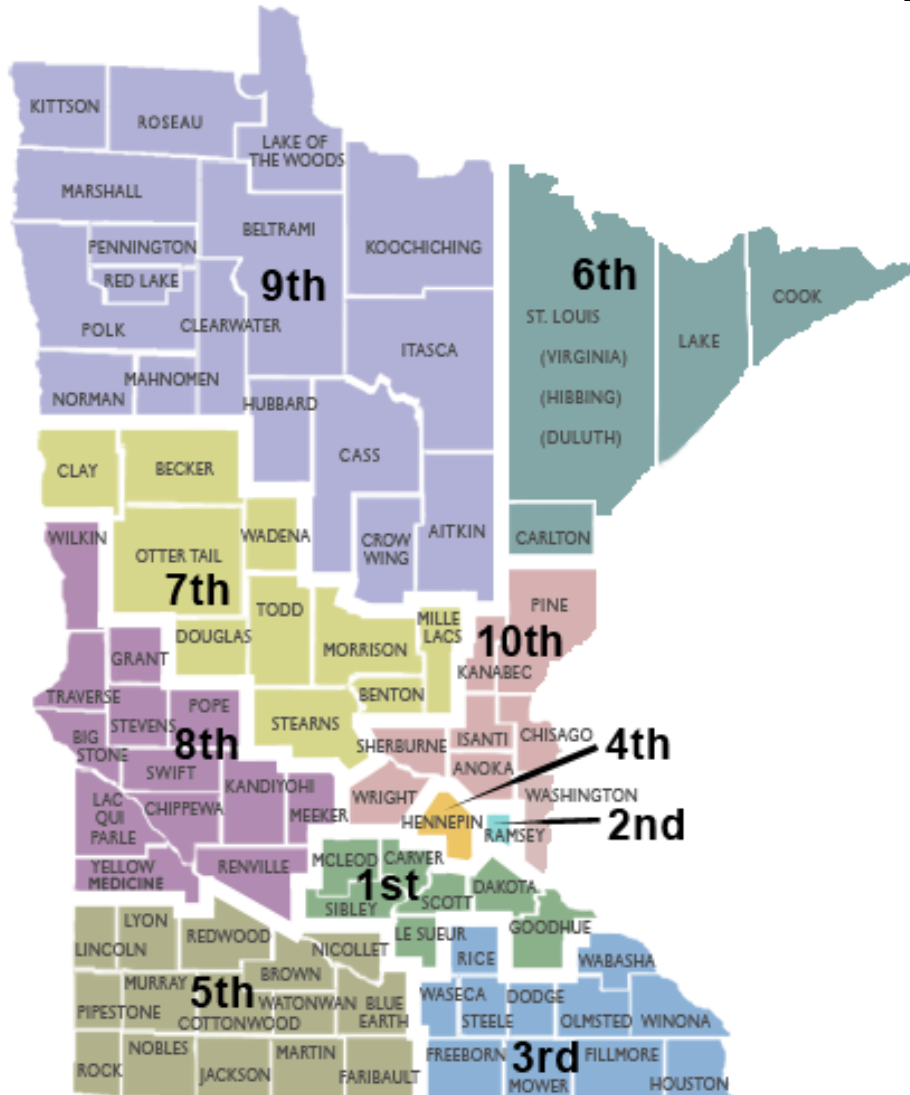 KITTSON
ROSEAU
LAKE OF
THE WOODS
MARSHALL
BELTRAMI
PENNINGTON
KOOCHICHING
RED LAKE
9th
6th
COOK
POLK
CLEARWATER
ST. LOUIS
LAKE
ITASCA
(VIRGINIA)
MAHNOMEN
NORMAN
HUBBARD
(HIBBING)
(DULUTH)
CASS
CLAY
BECKER
WILKIN
WADENA
AITKIN
CROW
WING
CARLTON
OTTER TAIL
7th
TODD
PINE
MILLE
LACS
DOUGLAS
10th
MORRISON
GRANT
KANABEC
TRAVERSE
BENTON
POPE
STEVENS
STEARNS
BIG
STONE
8th
SHERBURNE
ISANTI
CHISAGO
4th
SWIFT
ANOKA
KANDIYOHI
WRIGHT
WASHINGTON
LAC
QUI
PARLE
CHIPPEWA
MEEKER
HENNEPIN
RAMSEY
2nd
YELLOW
MEDICINE
RENVILLE
MCLEOD
CARVER
1st
DAKOTA
SIBLEY
SCOTT
LYON
LINCOLN
REDWOOD
NICOLLET
LE SUEUR
GOODHUE
RICE
WABASHA
BROWN
MURRAY
5th
PIPESTONE
WATONWAN
BLUE
EARTH
COTTONWOOD
WASECA
DODGE
STEELE
OLMSTED
WINONA
ROCK
NOBLES
JACKSON
MARTIN
FARIBAULT
FREEBORN
3rd
MOWER
FILLMORE
HOUSTON